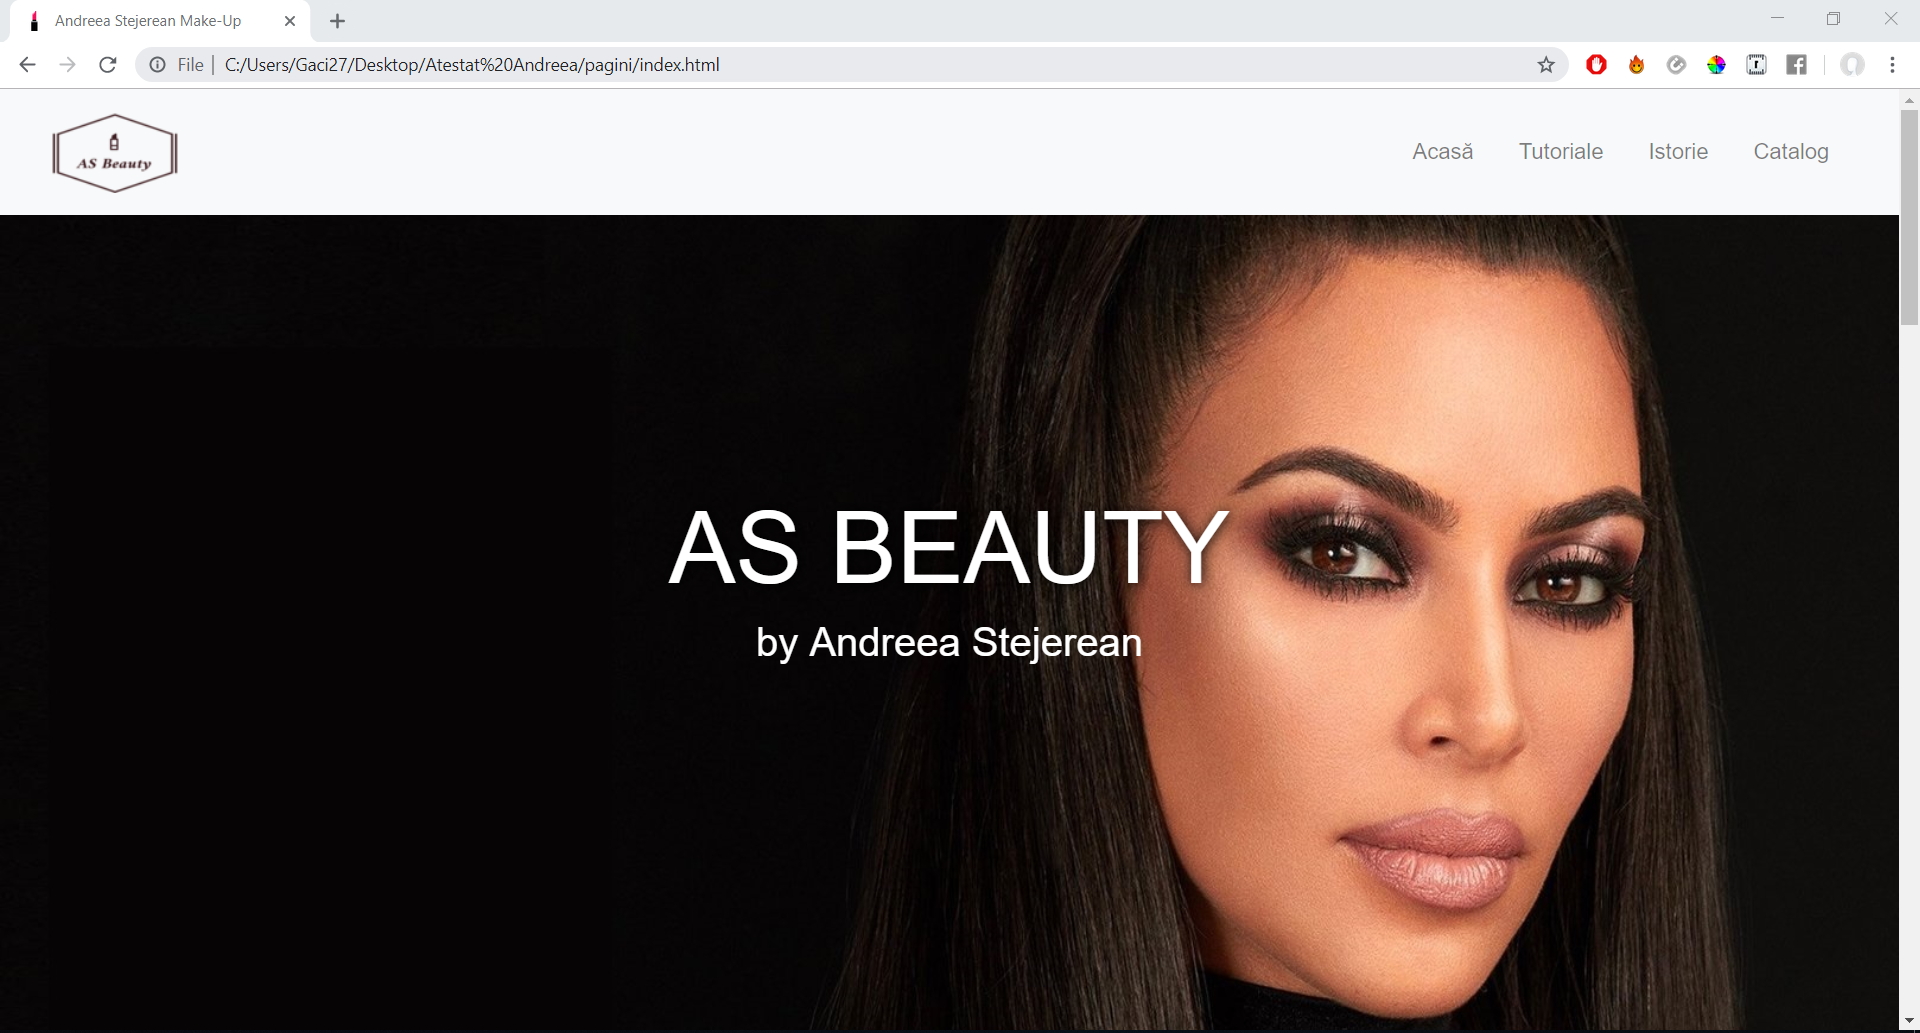 Andreea Stejerean Make-Up
File | C:/Users/Gaci27/Desktop/Atestat%20Andreea/pagini/index.html
AS Beauty
Acasă Tutoriale Istorie Catalog
AS BEAUTY
by Andreea Stejerean